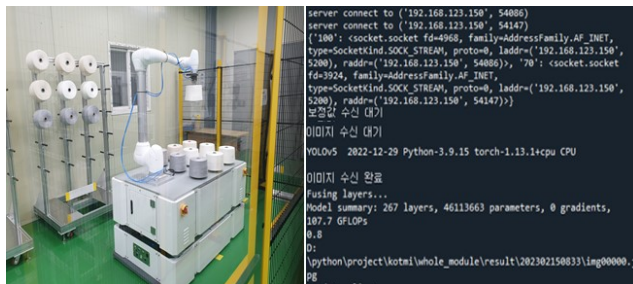 server connect to ('192.168.123.150', 54086)
server connect to ('192.168.123.150', 54147)
{'100': <socket.socket fd=4968, family=AddressFamily.AF_INET,
type=SocketKind.SOCK_STREAM, proto=0, laddr=('192.168.123.150',
5200), raddr=('192.168.123.150', 54086)>, '70': <socket.socket
fd=3924, family=AddressFamily.AF_INET,
type=SocketKind.SOCK_STREAM, proto=0, laddr=('192.168.123.150',
5200), raddr=('192.168.123.150', 54147)>}
보정값 수신 대기
이미지 수신 대기
YOLOv5 2022-12-29 Python-3.9.15 torch-1.13.1+cpu CPU
이미지 수신 완료
Fusing layers...
Model summary: 267 layers, 46113663 parameters, 0 gradients,
107.7 GFLOPs
0.8
D:
\python\project\kotmi\whole_module\result\202302150833\img00000.j
pg